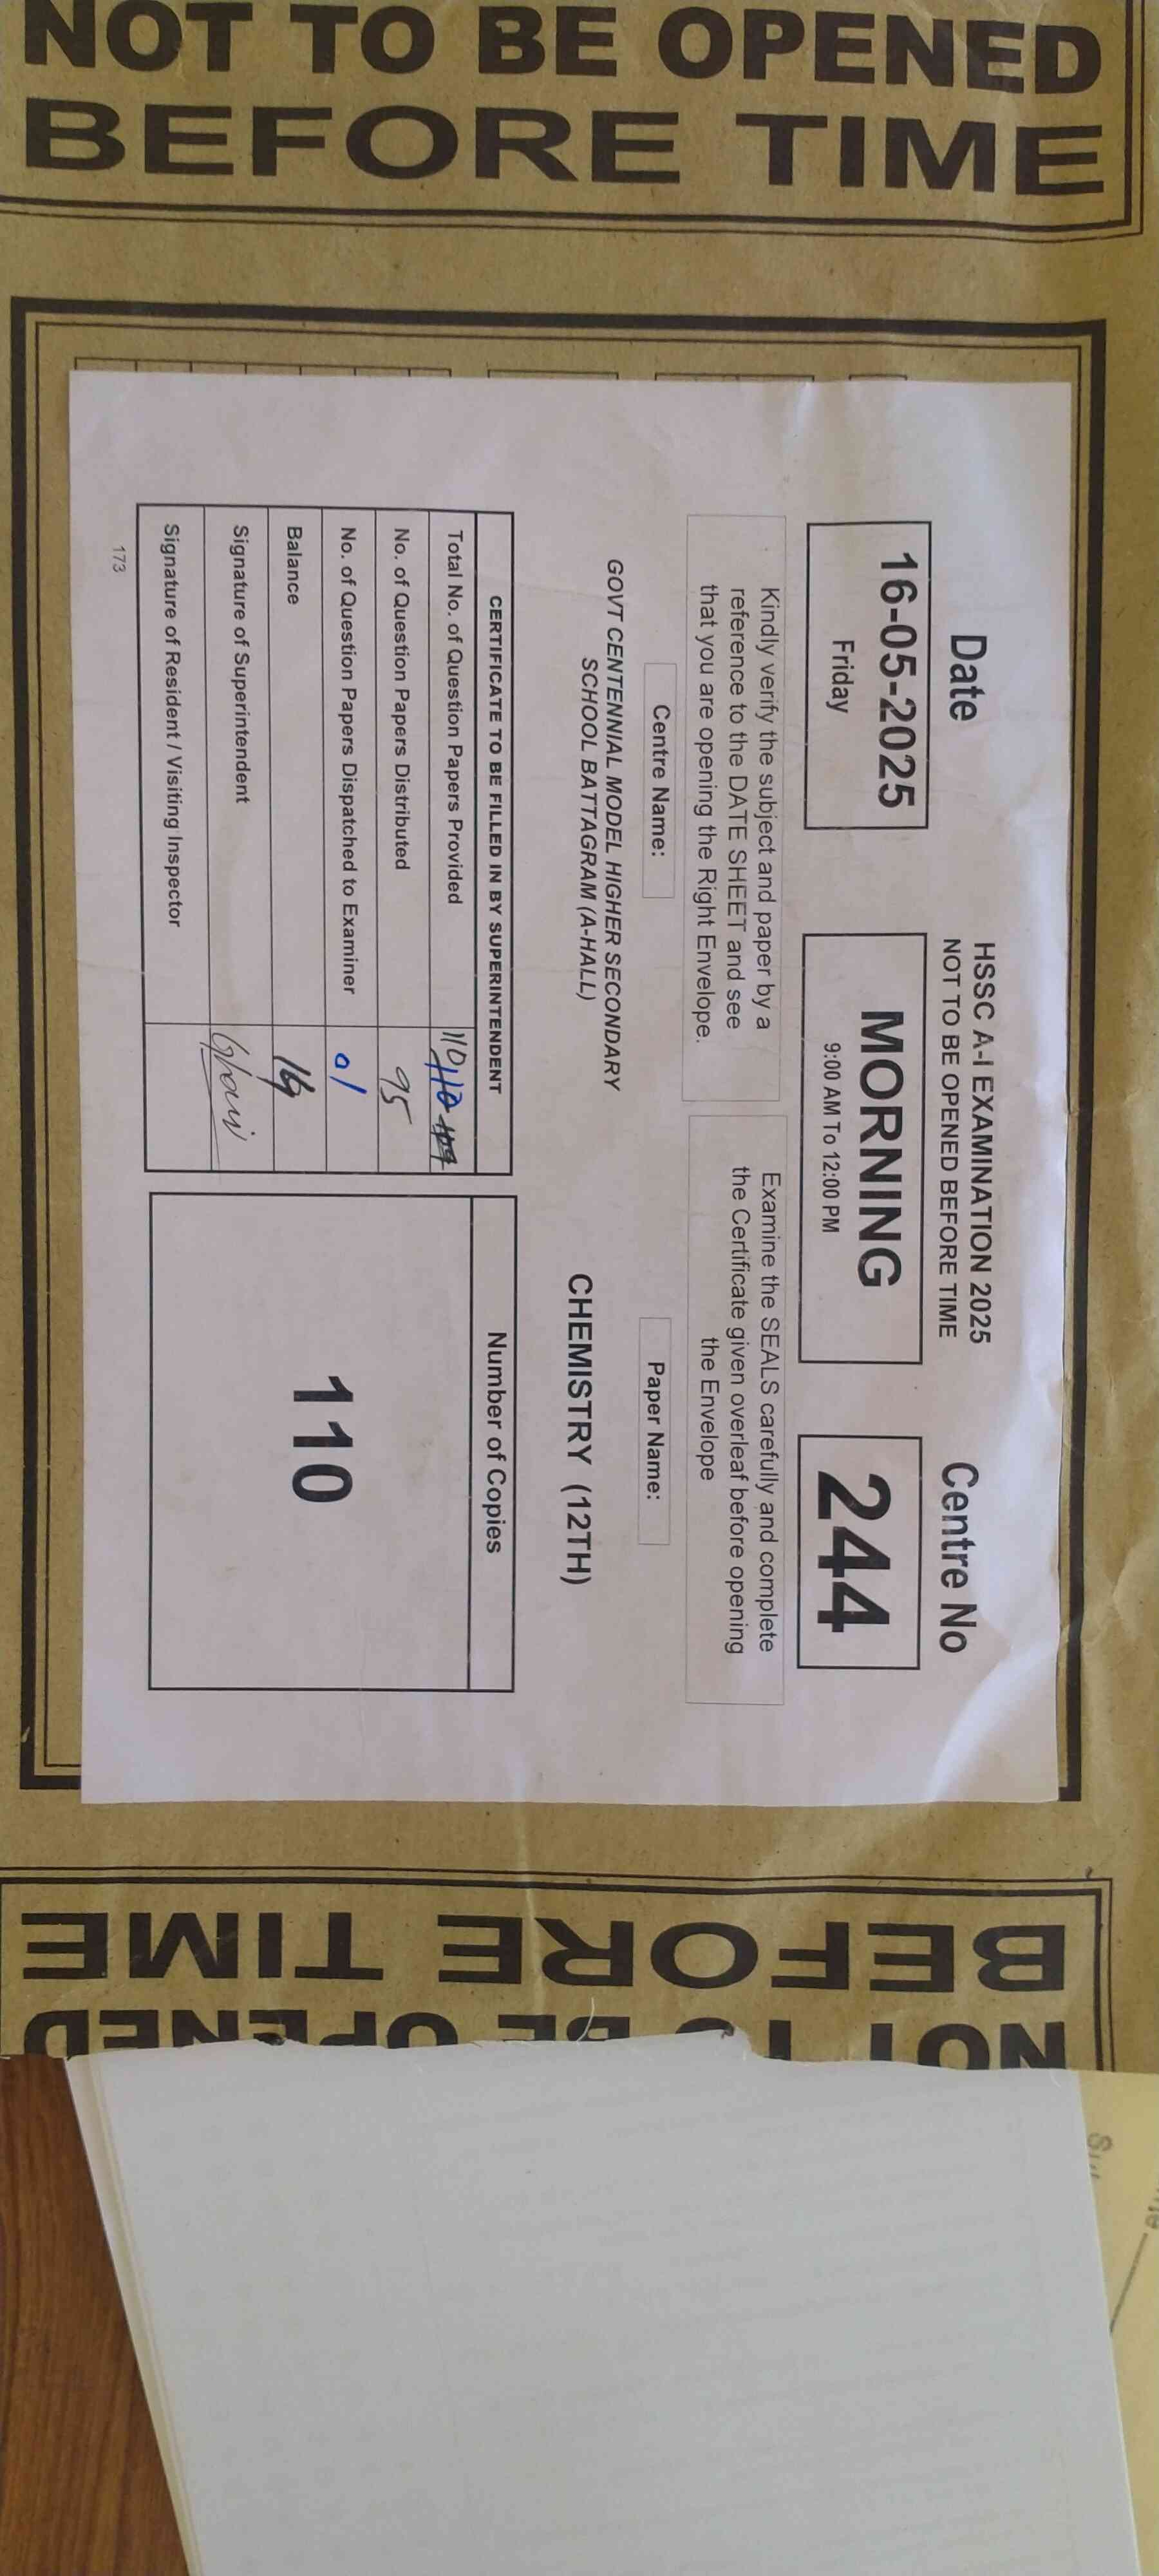 NOT TO BE OPENED
BEFORE TIME
Date
HSSC A-I EXAMINATION 2025
NOT TO BE OPENED BEFORE TIME
Centre No
16-05-2025
Friday
MORNING
9:00 AM To 12:00 PM
244
Kindly verify the subject and paper by a
reference to the DATE SHEET and see
that you are opening the Right Envelope.
Examine the SEALS carefully and complete
the Certificate given overleaf before opening
the Envelope
Centre Name:
Paper Name:
GOVT CENTENNIAL MODEL HIGHER SECONDARY
SCHOOL BATTAGRAM (A-HALL)
CHEMISTRY (12TH)
CERTIFICATE TO BE FILLED IN BY SUPERINTENDENT
Total No. of Question Papers Provided 110
No. of Question Papers Distributed 95
No. of Question Papers Dispatched to Examiner 01
Balance
Signature of Superintendent
Signature of Resident / Visiting Inspector
Number of Copies
110
173
BEFORE TIME
NOT TO BE OPENED